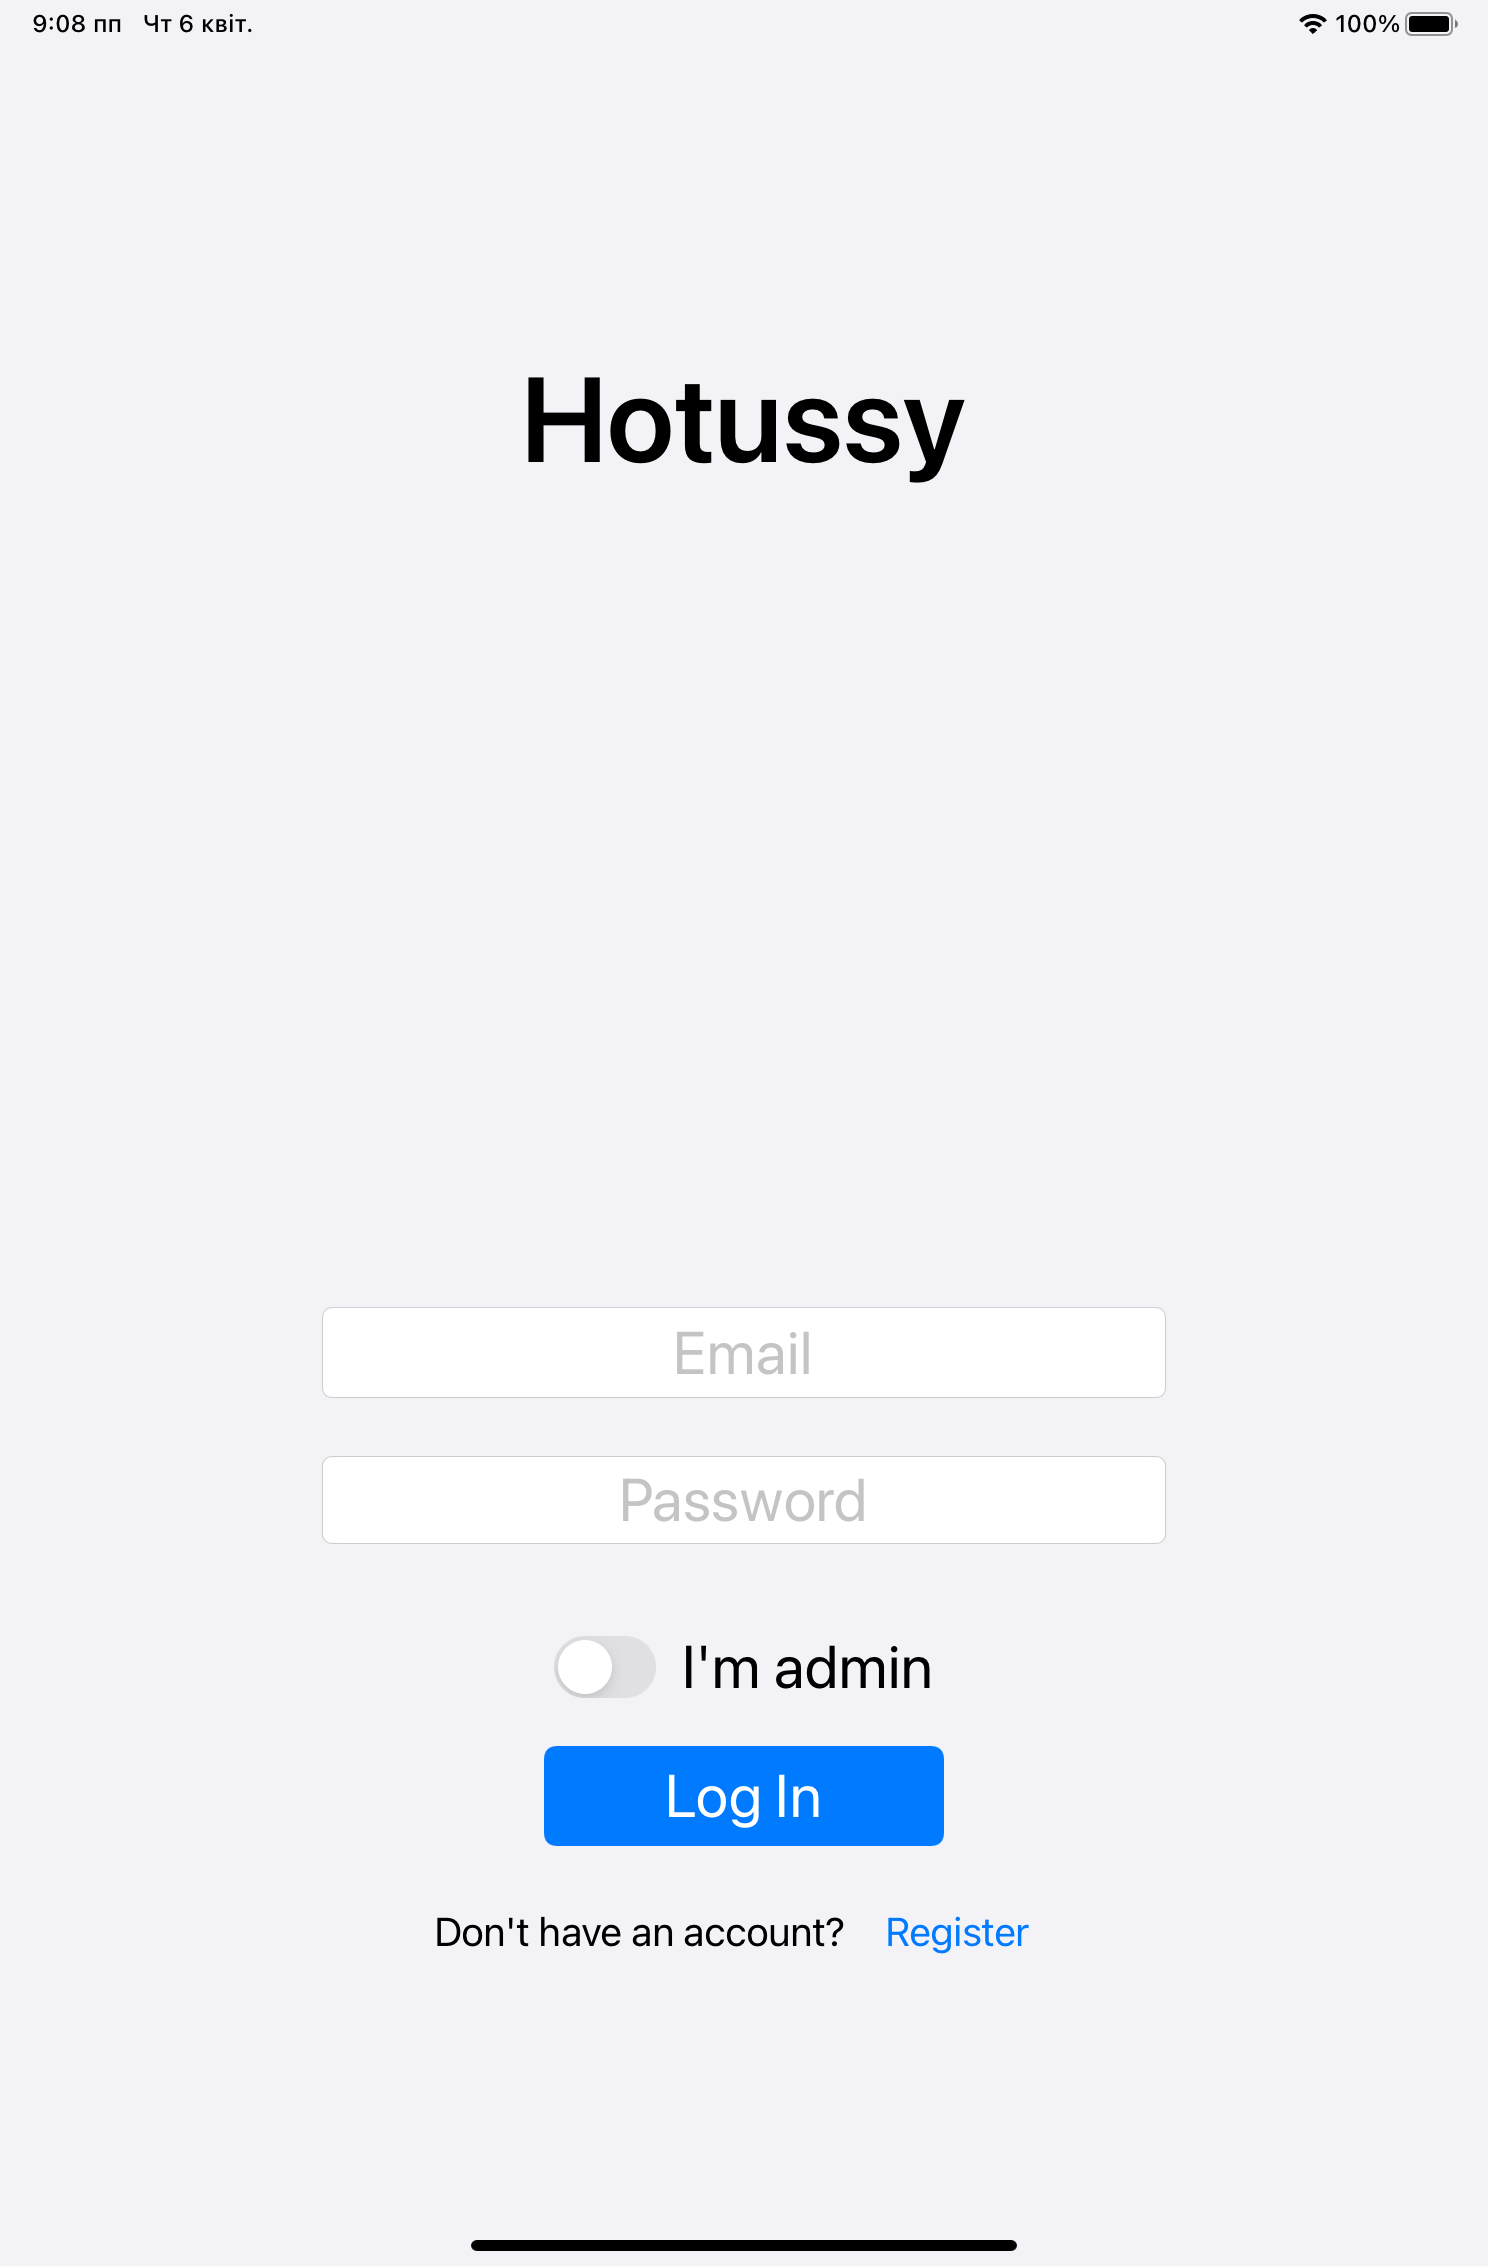 9:08 пп Чт 6 квіт. 100%
Hotussy
Email
Password
I'm admin
Log In
Don't have an account? Register